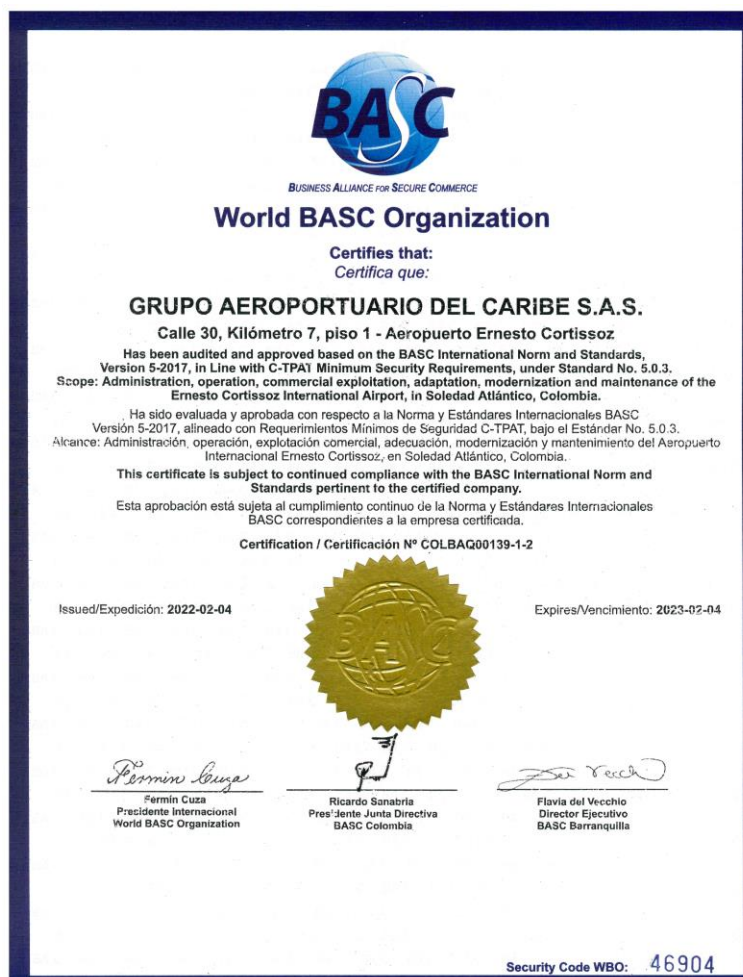 BASC
BUSINESS ALLIANCE FOR SECURE COMMERCE
World BASC Organization
Certifies that:
Certifica que:
GRUPO AEROPORTUARIO DEL CARIBE S.A.S.
Calle 30, Kilómetro 7, piso 1 - Aeropuerto Ernesto Cortissoz
Has been audited and approved based on the BASC International Norm and Standards,
Version 5-2017, in Line with C-TPAT Minimum Security Requirements, under Standard No. 5.0.3.
Scope: Administration, operation, commercial exploitation, adaptation, modernization and maintenance of the
Ernesto Cortissoz International Airport, in Soledad Atlántico, Colombia.
Ha sido evaluada y aprobada con respecto a la Norma y Estándares Internacionales BASC
Versión 5-2017, alineado con Requerimientos Mínimos de Seguridad C-TPAT, bajo el Estándar No. 5.0.3.
Alcance: Administración, operación, explotación comercial, adecuación, modernización y mantenimiento del Aeropuerto
Internacional Ernesto Cortissoz, en Soledad Atlántico, Colombia.
This certificate is subject to continued compliance with the BASC International Norm and
Standards pertinent to the certified company.
Esta aprobación está sujeta al cumplimiento continuo de la Norma y Estándares Internacionales
BASC correspondientes a la empresa certificada.
Certification / Certificación Nº COLBAQ00139-1-2
Issued/Expedición: 2022-02-04
Expires/Vencimiento: 2023-02-04
BASC
Fermin Cuza
Fermín Cuza
Presidente Internacional
World BASC Organization
Ricardo Sanabria
Presidente Junta Directiva
BASC Colombia
Flavia del Vecchio
Director Ejecutivo
BASC Barranquilla
Security Code WBO: 46904